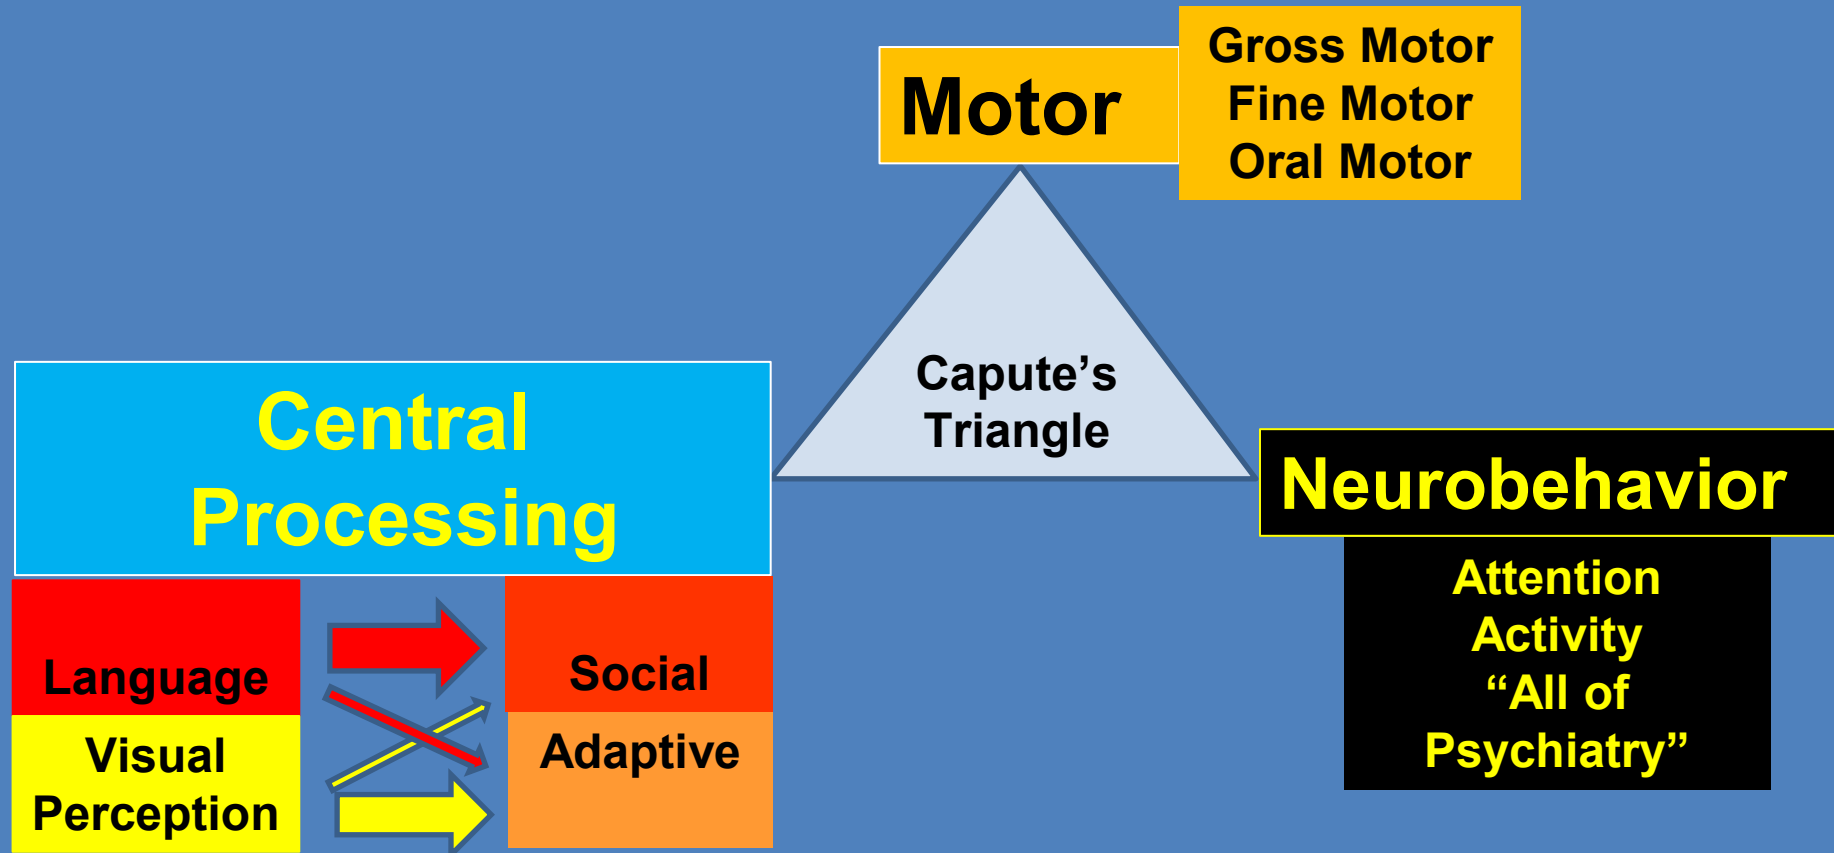 Motor
Gross Motor
Fine Motor
Oral Motor
Capute’s
Triangle
Central
Processing
Language
Visual
Perception
Social
Adaptive
Neurobehavior
Attention
Activity
“All of
Psychiatry”